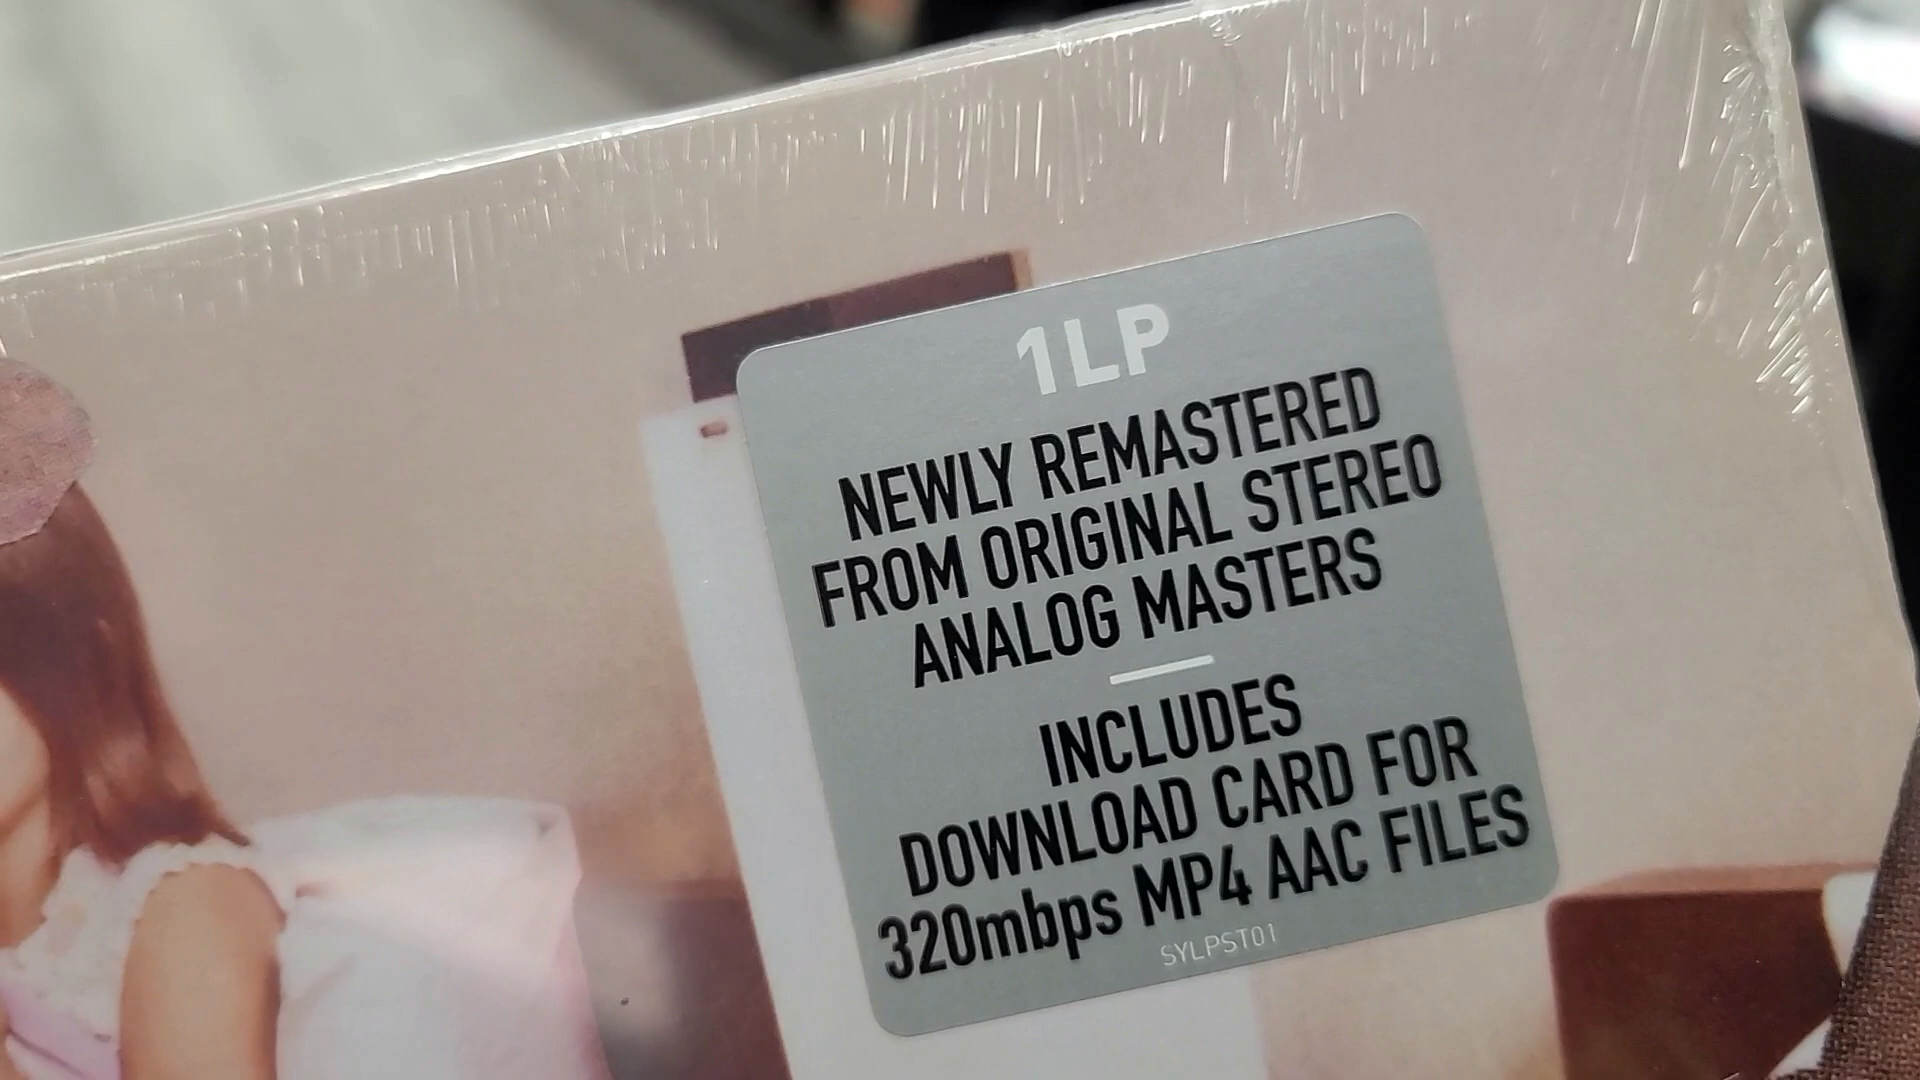 1LP
NEWLY REMASTERED
FROM ORIGINAL STEREO
ANALOG MASTERS
INCLUDES
DOWNLOAD CARD FOR
320mbps MP4 AAC FILES
SYLPST01